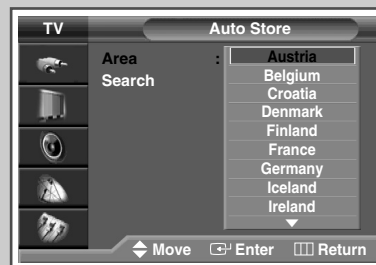 TV Auto Store
Area : Austria
Search Belgium
Croatia
Denmark
Finland
France
Germany
Iceland
Ireland
Move Enter Return